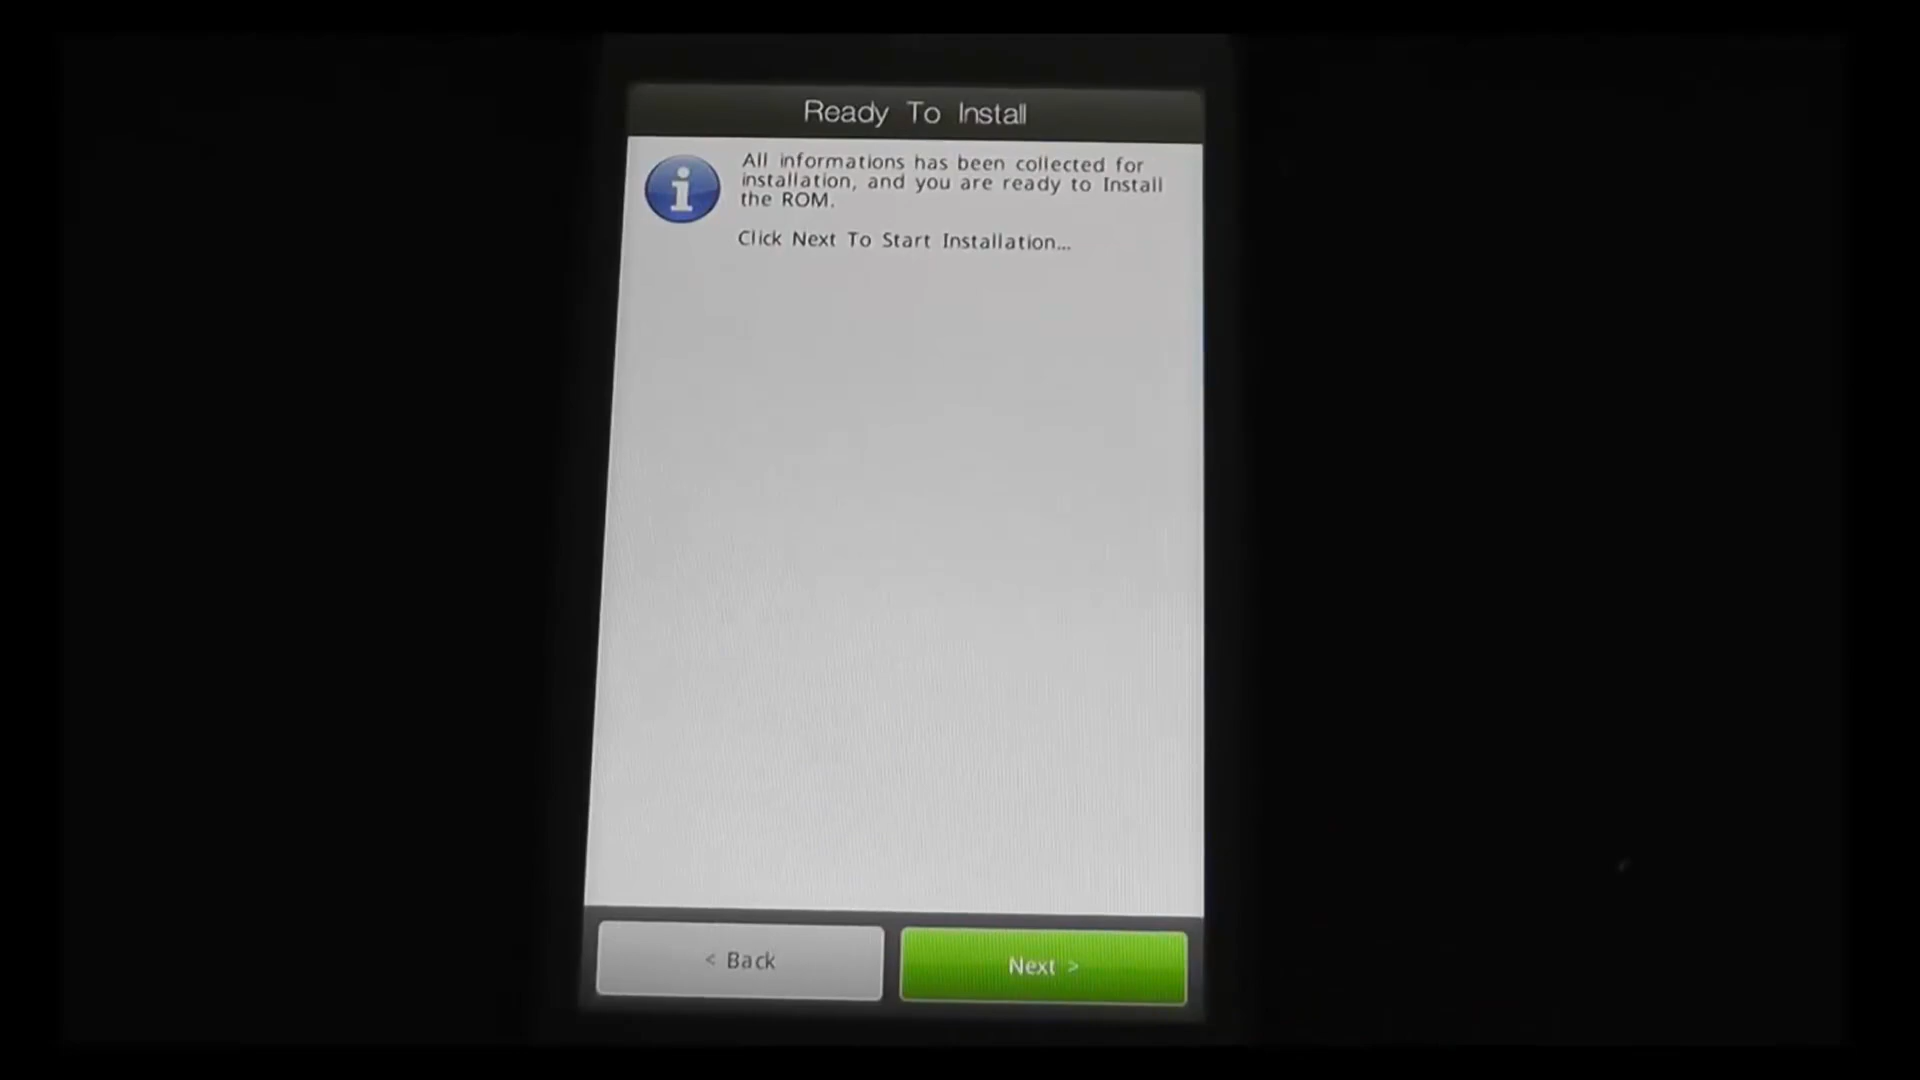 Ready To Install
All informations has been collected for
installation, and you are ready to Install
the ROM.
Click Next To Start Installation...
< Back
Next >